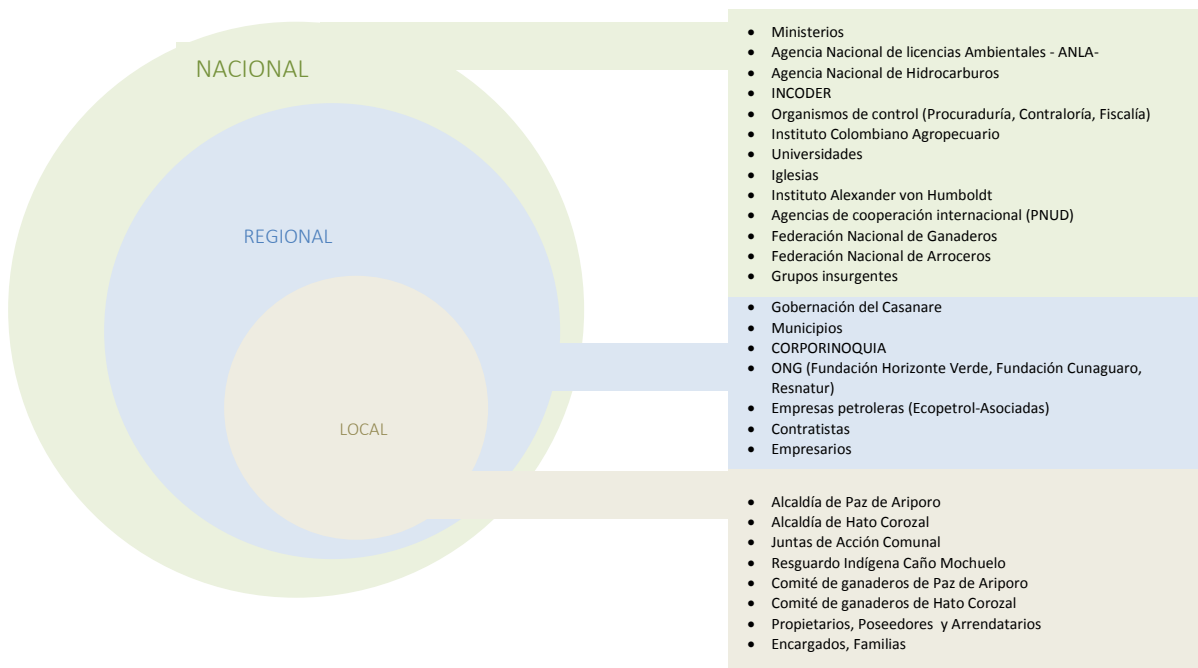 NACIONAL
REGIONAL
LOCAL
• Ministerios
• Agencia Nacional de licencias Ambientales - ANLA-
• Agencia Nacional de Hidrocarburos
• INCODER
• Organismos de control (Procuraduría, Contraloría, Fiscalía)
• Instituto Colombiano Agropecuario
• Universidades
• Iglesias
• Instituto Alexander von Humboldt
• Agencias de cooperación internacional (PNUD)
• Federación Nacional de Ganaderos
• Federación Nacional de Arroceros
• Grupos insurgentes
• Gobernación del Casanare
• Municipios
• CORPORINOQUIA
• ONG (Fundación Horizonte Verde, Fundación Cunaguaro,
Resnatur)
• Empresas petroleras (Ecopetrol-Asociadas)
• Contratistas
• Empresarios
• Alcaldía de Paz de Ariporo
• Alcaldía de Hato Corozal
• Juntas de Acción Comunal
• Resguardo Indígena Caño Mochuelo
• Comité de ganaderos de Paz de Ariporo
• Comité de ganaderos de Hato Corozal
• Propietarios, Poseedores y Arrendatarios
• Encargados, Familias